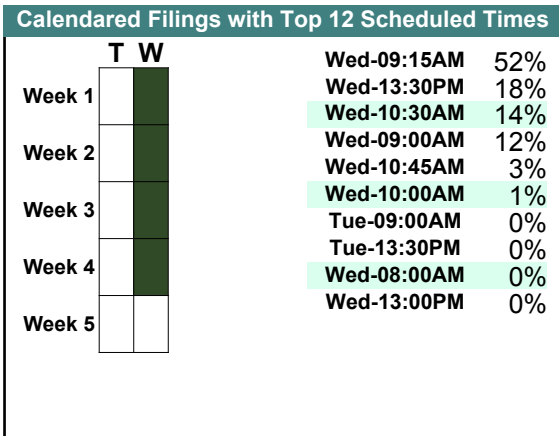 Calendared Filings with Top 12 Scheduled Times
T W
Week 1
Week 2
Week 3
Week 4
Week 5
Wed-09:15AM 52%
Wed-13:30PM 18%
Wed-10:30AM 14%
Wed-09:00AM 12%
Wed-10:45AM 3%
Wed-10:00AM 1%
Tue-09:00AM 0%
Tue-13:30PM 0%
Wed-08:00AM 0%
Wed-13:00PM 0%